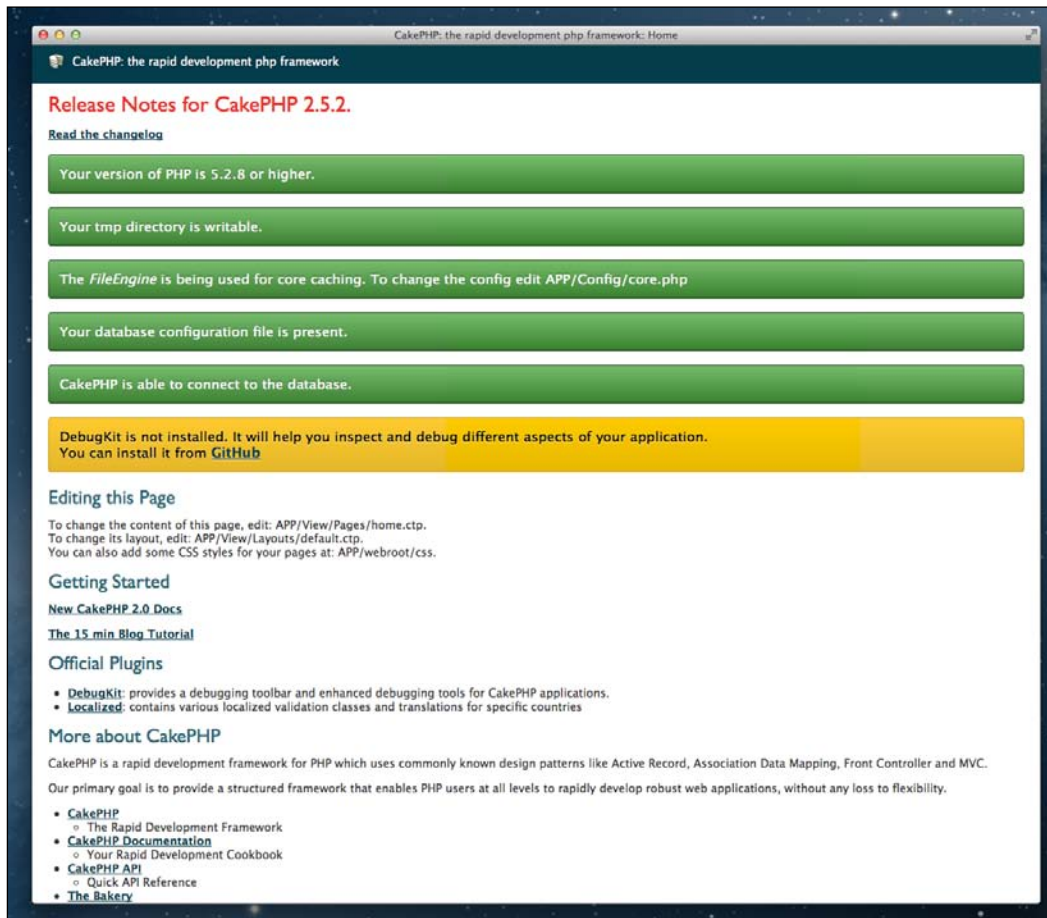 CakePHP: the rapid development php framework: Home
CakePHP: the rapid development php framework
Release Notes for CakePHP 2.5.2.
Read the changelog
Your version of PHP is 5.2.8 or higher.
Your tmp directory is writable.
The FileEngine is being used for core caching. To change the config edit APP/Config/core.php
Your database configuration file is present.
CakePHP is able to connect to the database.
DebugKit is not installed. It will help you inspect and debug different aspects of your application.
You can install it from GitHub
Editing this Page
To change the content of this page, edit: APP/View/Pages/home.ctp.
To change its layout, edit: APP/View/Layouts/default.ctp.
You can also add some CSS styles for your pages at: APP/webroot/css.
Getting Started
New CakePHP 2.0 Docs
The 15 min Blog Tutorial
Official Plugins
• DebugKit: provides a debugging toolbar and enhanced debugging tools for CakePHP applications.
• Localized: contains various localized validation classes and translations for specific countries
More about CakePHP
CakePHP is a rapid development framework for PHP which uses commonly known design patterns like Active Record, Association Data Mapping, Front Controller and MVC.
Our primary goal is to provide a structured framework that enables PHP users at all levels to rapidly develop robust web applications, without any loss to flexibility.
• CakePHP
◦ The Rapid Development Framework
• CakePHP Documentation
◦ Your Rapid Development Cookbook
• CakePHP API
◦ Quick API Reference
• The Bakery